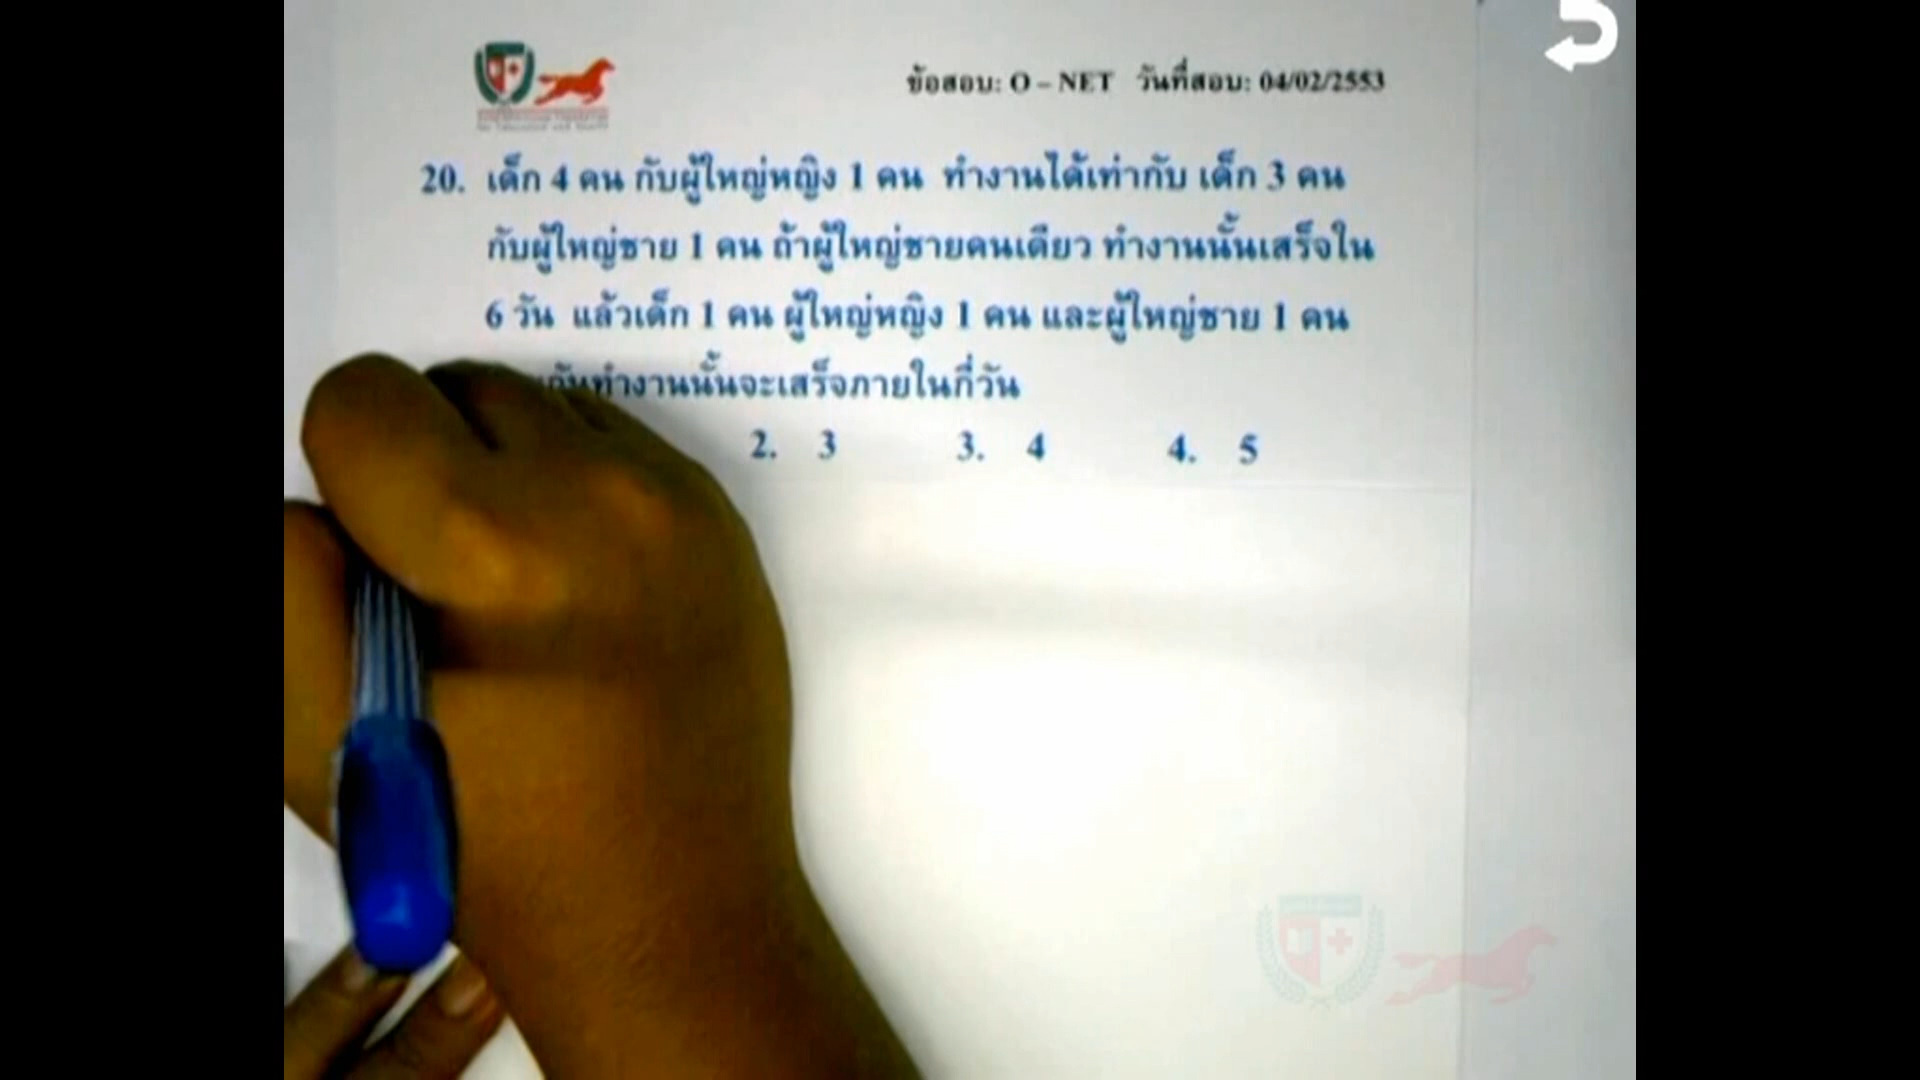 ข้อสอบ: O – NET วันที่สอบ: 04/02/2553
20. เด็ก 4 คน กับผู้ใหญ่หญิง 1 คน ทำงานได้เท่ากับ เด็ก 3 คน
กับผู้ใหญ่ชาย 1 คน ถ้าผู้ใหญ่ชายคนเดียว ทำงานนั้นเสร็จใน
6 วัน แล้วเด็ก 1 คน ผู้ใหญ่หญิง 1 คน และผู้ใหญ่ชาย 1 คน
กันทำงานนั้นจะเสร็จภายในกี่วัน
2. 3 3. 4 4. 5